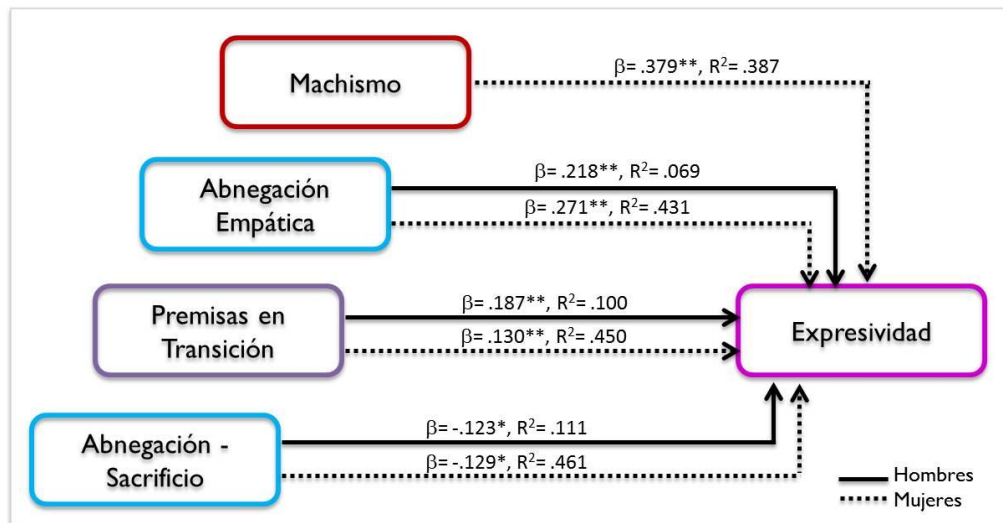 Machismo
β= .379**, R²= .387
Abnegación
Empática
β= .218**, R²= .069
β= .271**, R²= .431
Premisas en
Transición
β= .187**, R²= .100
β= .130**, R²= .450
Expresividad
Abnegación -
Sacrificio
β= -.123*, R²= .111
β= -.129*, R²= .461
Hombres
Mujeres